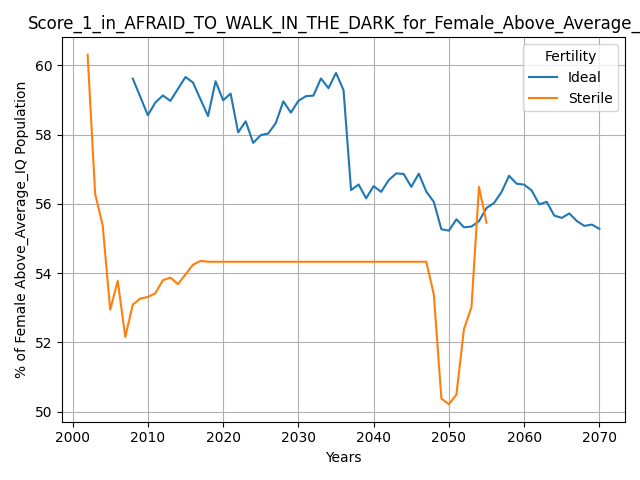 Score_1_in_AFRAID_TO_WALK_IN_THE_DARK_for_Female_Above_Average_
Fertility
Ideal
Sterile
% of Female Above_Average_IQ Population
60
58
56
54
52
50
2000
2010
2020
2030
2040
2050
2060
2070
Years